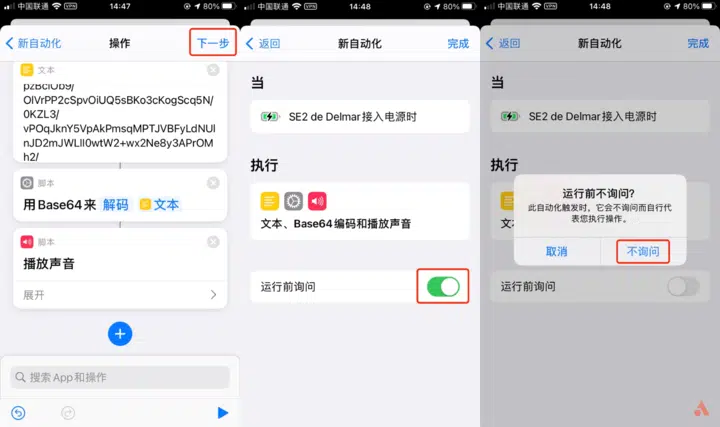 中国联通 VPN 14:47 80%
新自动化 操作 下一步
文本
pzBclOb9/
OlVrPP2cSpvOiUQ5sBKo3cKogScq5N/
0KZL3/
vPOqJknY5VpAkPmsqMPTJVBFyLdNUl
nJD2mJWLlI0wtW2+wx2Ne8y3APrOM
h2/
脚本
用Base64来 解码 文本
脚本
播放声音
展开
搜索App和操作
中国联通 VPN 14:48 80%
返回 新自动化 完成
当
SE2 de Delmar接入电源时
执行
文本、Base64编码和播放声音
运行前询问
中国联通 VPN 14:48 80%
返回 新自动化 完成
当
SE2 de Delmar接入电源时
运行前不询问?
此自动化触发时,它会不询问而自行代
表您执行操作。
取消 不询问
运行前询问